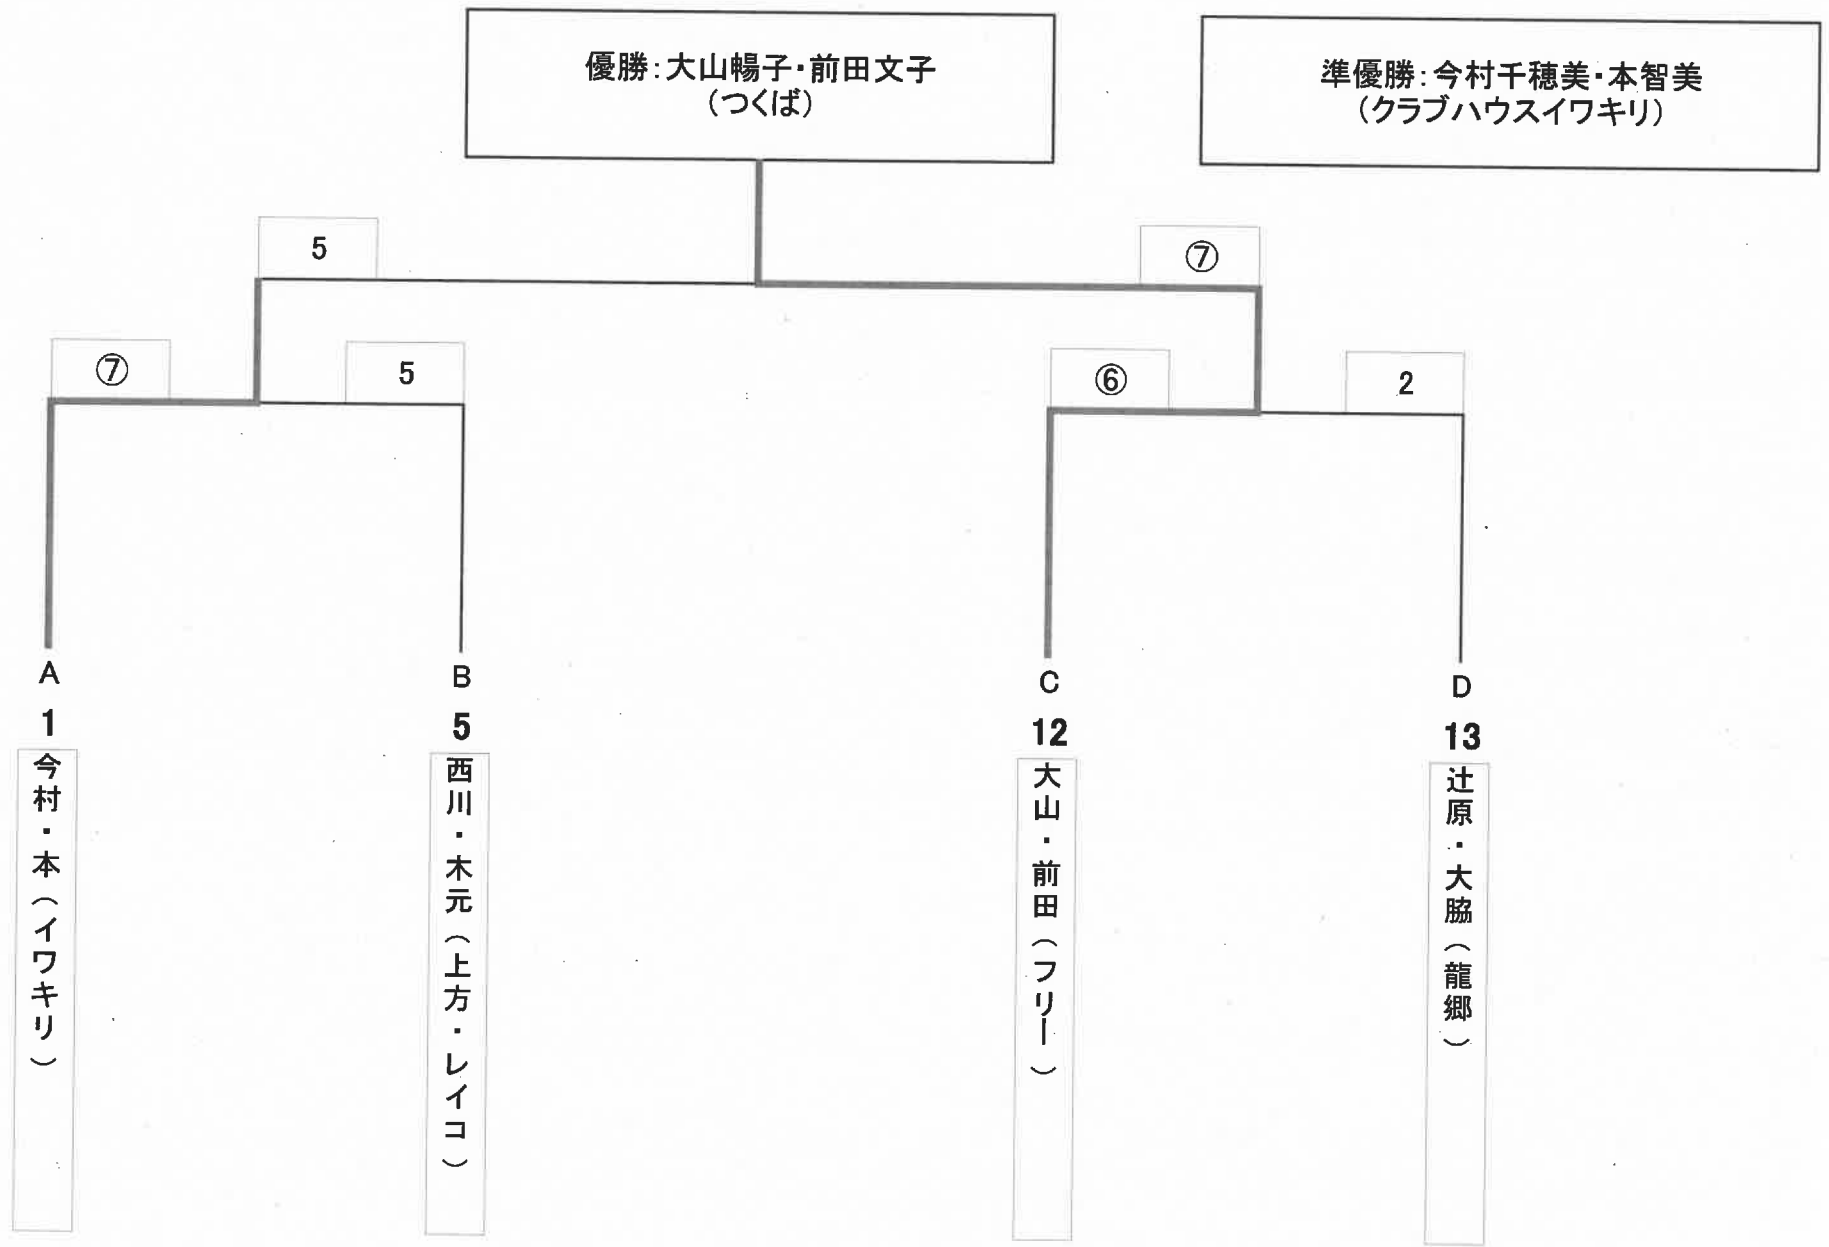 優勝:大山暢子・前田文子
(つくば)
準優勝:今村千穂美・本智美
(クラブハウスイワキリ)
5
⑦
⑦
5
⑥
2
A
1
今村・本(イワキリ)
B
5
西川・木元(上方・レイコ)
C
12
大山・前田(フリー)
D
13
辻原・大脇(龍郷)